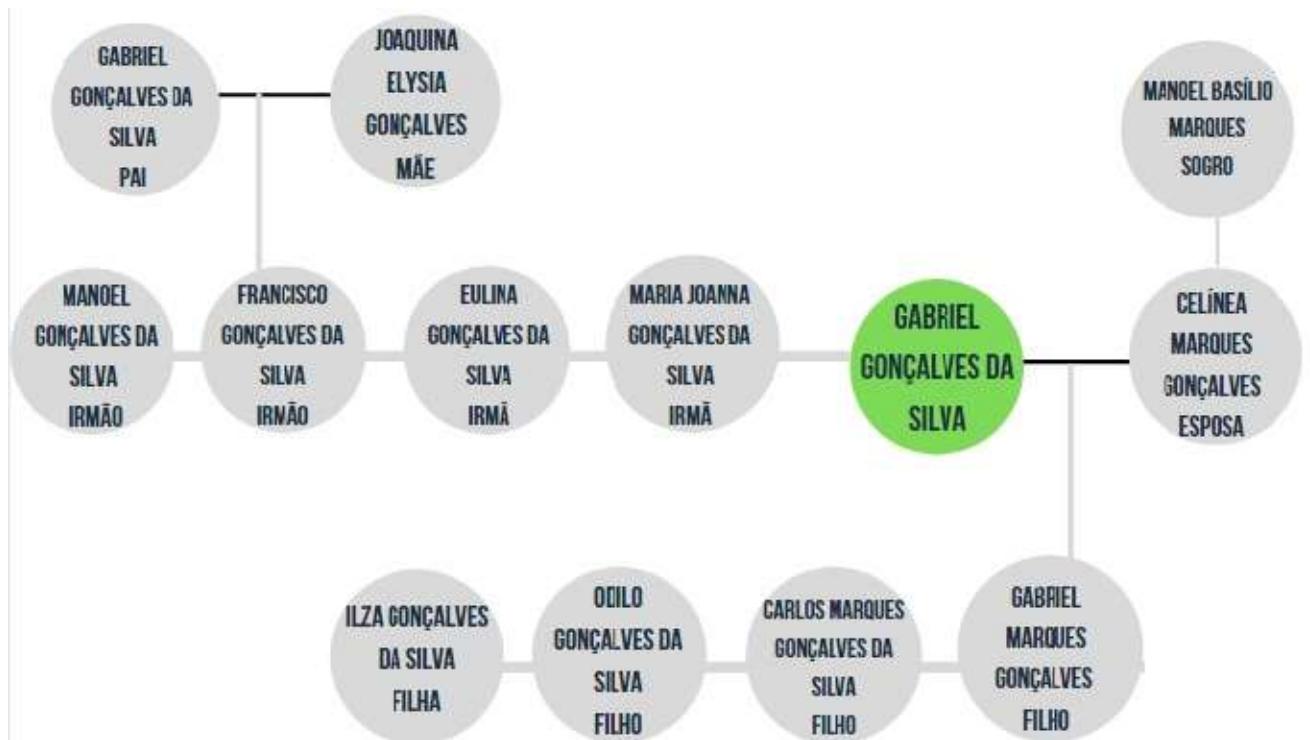 GABRIEL
GONÇALVES DA
SILVA
PAI
JOAQUINA
ELYSIA
GONÇALVES
MÃE
MANOEL BASÍLIO
MARQUES
SOGRO
MANOEL
GONÇALVES DA
SILVA
IRMÃO
FRANCISCO
GONÇALVES DA
SILVA
IRMÃO
EULINA
GONÇALVES DA
SILVA
IRMÃ
MARIA JOANNA
GONÇALVES DA
SILVA
IRMÃ
GABRIEL
GONÇALVES DA
SILVA
CELÍNEA
MARQUES
GONÇALVES
ESPOSA
ILZA GONÇALVES
DA SILVA
FILHA
ODILO
GONÇALVES DA
SILVA
FILHO
CARLOS MARQUES
GONÇALVES DA
SILVA
FILHO
GABRIEL
MARQUES
GONÇALVES
FILHO